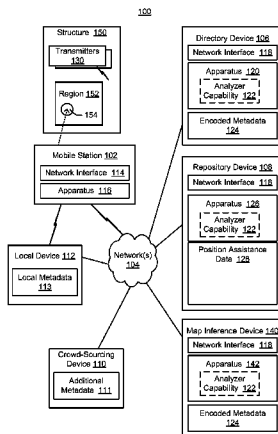 100
Structure 150
Transmitters
130
Region
152
154
Mobile Station 102
Network Interface 114
Apparatus 116
Local Device 112
Local Metadata
113
Network(s)
104
Crowd-Sourcing
Device 110
Additional
Metadata 111
Directory Device 106
Network Interface 118
Apparatus 120
Analyzer
Capability 122
Encoded Metadata
124
Repository Device 108
Network Interface 118
Apparatus 126
Analyzer
Capability 122
Position Assistance
Data 128
Map Inference Device 140
Network Interface 118
Apparatus 142
Analyzer
Capability 122
Encoded Metadata
124